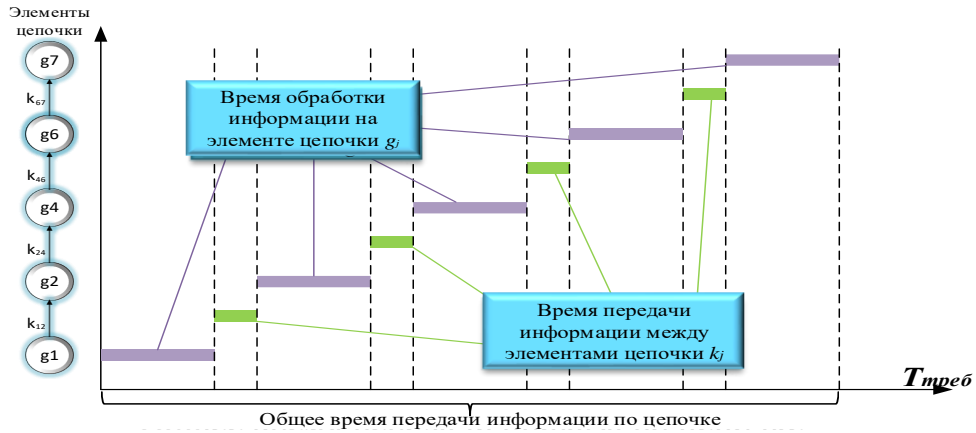 Элементы
цепочки
g7
k₆₇
g6
k₄₆
g4
k₂₄
g2
k₁₂
g1
Время обработки
информации на
элементе цепочки gⱼ
Время передачи
информации между
элементами цепочки kⱼ
Tтреб
Общее время передачи информации по цепочке